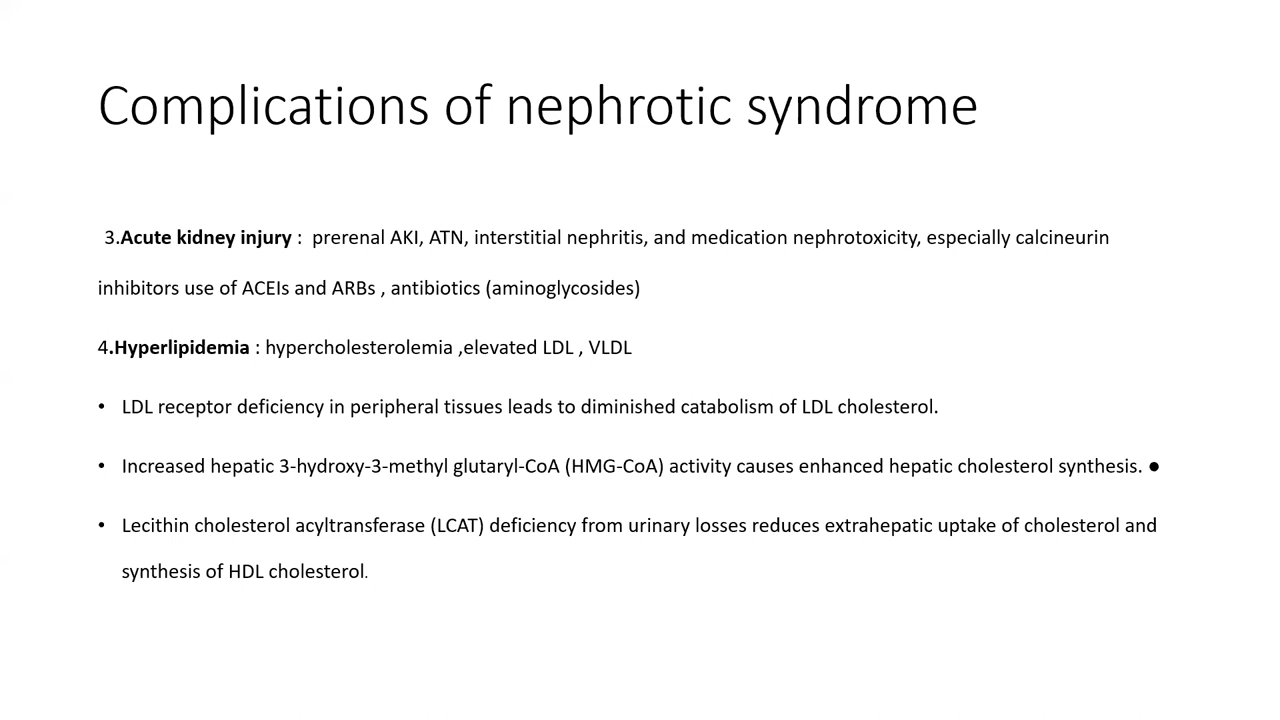 Complications of nephrotic syndrome
3.Acute kidney injury :  prerenal AKI, ATN, interstitial nephritis, and medication nephrotoxicity, especially calcineurin
inhibitors use of ACEIs and ARBs , antibiotics (aminoglycosides)
4.Hyperlipidemia : hypercholesterolemia ,elevated LDL , VLDL
• LDL receptor deficiency in peripheral tissues leads to diminished catabolism of LDL cholesterol.
• Increased hepatic 3-hydroxy-3-methyl glutaryl-CoA (HMG-CoA) activity causes enhanced hepatic cholesterol synthesis. ●
• Lecithin cholesterol acyltransferase (LCAT) deficiency from urinary losses reduces extrahepatic uptake of cholesterol and
synthesis of HDL cholesterol.